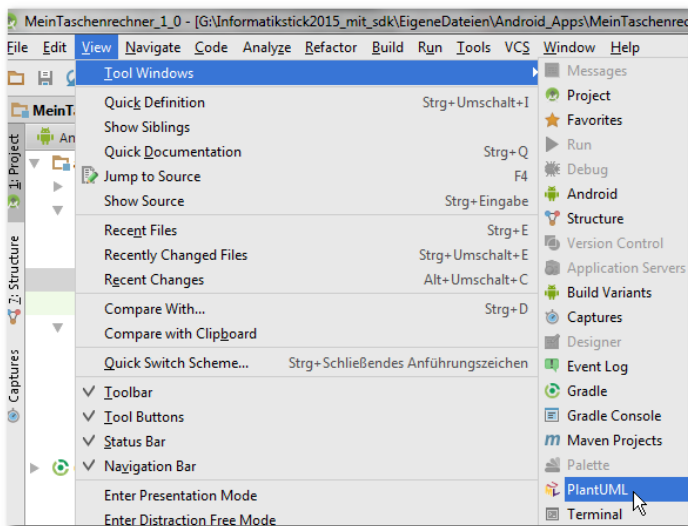 MeinTaschenrechner_1_0 - [G:\Informatikstick2015_mit_sdk\EigeneDateien\Android_Apps\MeinTaschenrec
File Edit View Navigate Code Analyze Refactor Build Run Tools VCS Window Help
MeinT
An
1: Project
7: Structure
Captures
Tool Windows
Quick Definition Strg+Umschalt+I
Show Siblings
Quick Documentation Strg+Q
Jump to Source F4
Show Source Strg+Eingabe
Recent Files Strg+E
Recently Changed Files Strg+Umschalt+E
Recent Changes Alt+Umschalt+C
Compare With... Strg+D
Compare with Clipboard
Quick Switch Scheme... Strg+Schließendes Anführungszeichen
Toolbar
Tool Buttons
Status Bar
Navigation Bar
Enter Presentation Mode
Enter Distraction Free Mode
Messages
Project
Favorites
Run
Debug
Android
Structure
Version Control
Application Servers
Build Variants
Captures
Designer
Event Log
Gradle
Gradle Console
Maven Projects
Palette
PlantUML
Terminal